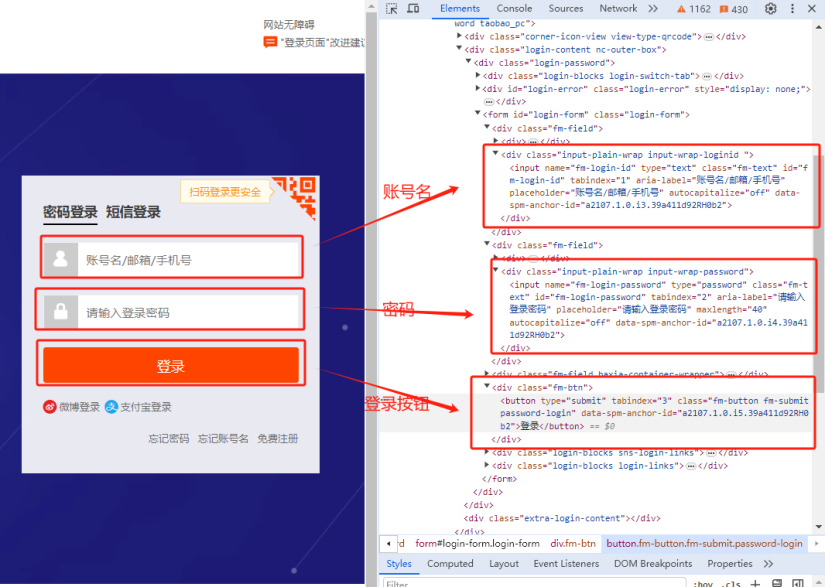 网站无障碍
"登录页面"改进建议
扫码登录更安全
密码登录 短信登录
账号名/邮箱/手机号
请输入登录密码
登录
微博登录 支付宝登录
忘记密码 忘记账号名 免费注册
账号名
密码
登录按钮
Elements Console Sources Network 1162 430
word taobao_pc">
<div class="corner-icon-view view-type-qrcode"> </div>
<div class="login-content nc-outer-box">
<div class="login-password">
<div class="login-blocks login-switch-tab"> </div>
<div id="login-error" class="login-error" style="display: none;">
</div>
<form id="login-form" class="login-form">
<div class="fm-field">
<div> </div>
<div class="input-plain-wrap input-wrap-loginid ">
<input name="fm-login-id" type="text" class="fm-text" id="f
m-login-id" tabindex="1" aria-label="账号名/邮箱/手机号"
placeholder="账号名/邮箱/手机号" autocapitalize="off" data-
spm-anchor-id="a2107.1.0.i3.39a411d92RH0b2">
</div>
</div>
<div class="fm-field">
<div> </div>
<div class="input-plain-wrap input-wrap-password">
<input name="fm-login-password" type="password" class="fm-t
ext" id="fm-login-password" tabindex="2" aria-label="请输入
登录密码" placeholder="请输入登录密码" maxlength="40"
autocapitalize="off" data-spm-anchor-id="a2107.1.0.i4.39a41
1d92RH0b2">
</div>
</div>
<div class="fm-field baxia-container-wrapper"> </div>
<div class="fm-btn">
<button type="submit" tabindex="3" class="fm-button fm-submit
password-login" data-spm-anchor-id="a2107.1.0.i5.39a411d92RH0
b2">登录</button> == $0
</div>
<div class="login-blocks sns-login-links"> </div>
<div class="login-blocks login-links"> </div>
</form>
</div>
</div>
<div class="extra-login-content"></div>
</div>
form#login-form.login-form div.fm-btn button.fm-button.fm-submit.password-login
Styles Computed Layout Event Listeners DOM Breakpoints Properties
Filter :hov .cls